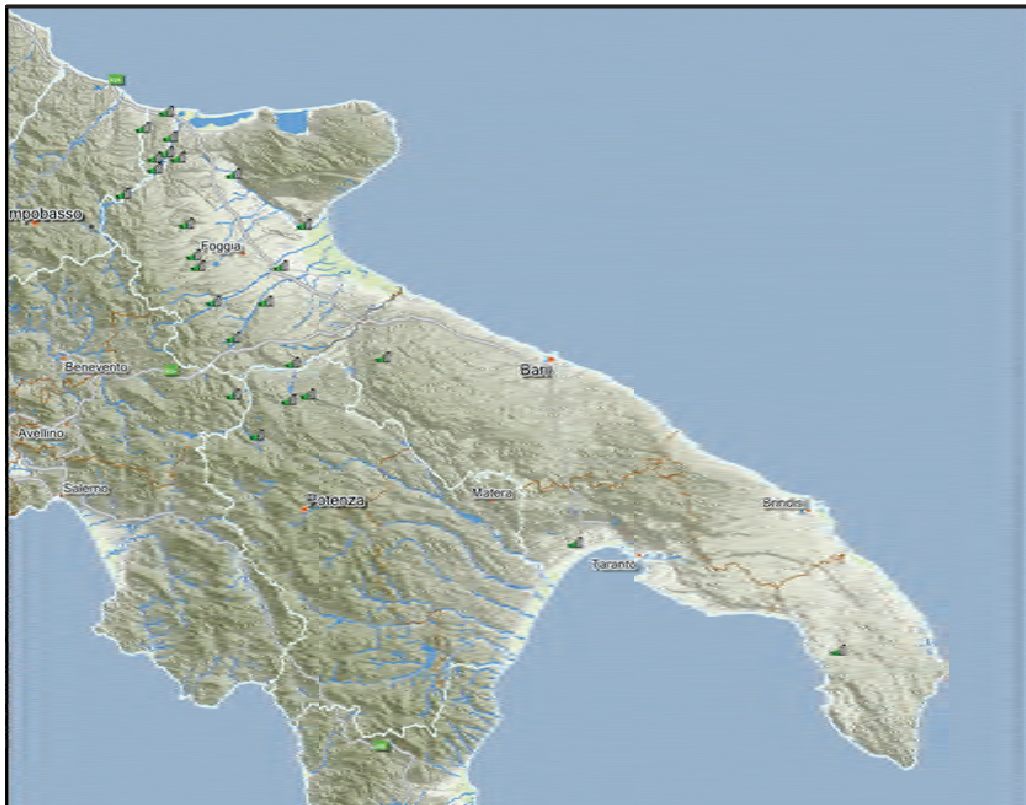 mpobasso
Foggia
Benevento
Bari
Avellino
Salerno
Matera
Potenza
Brindisi
Taranto